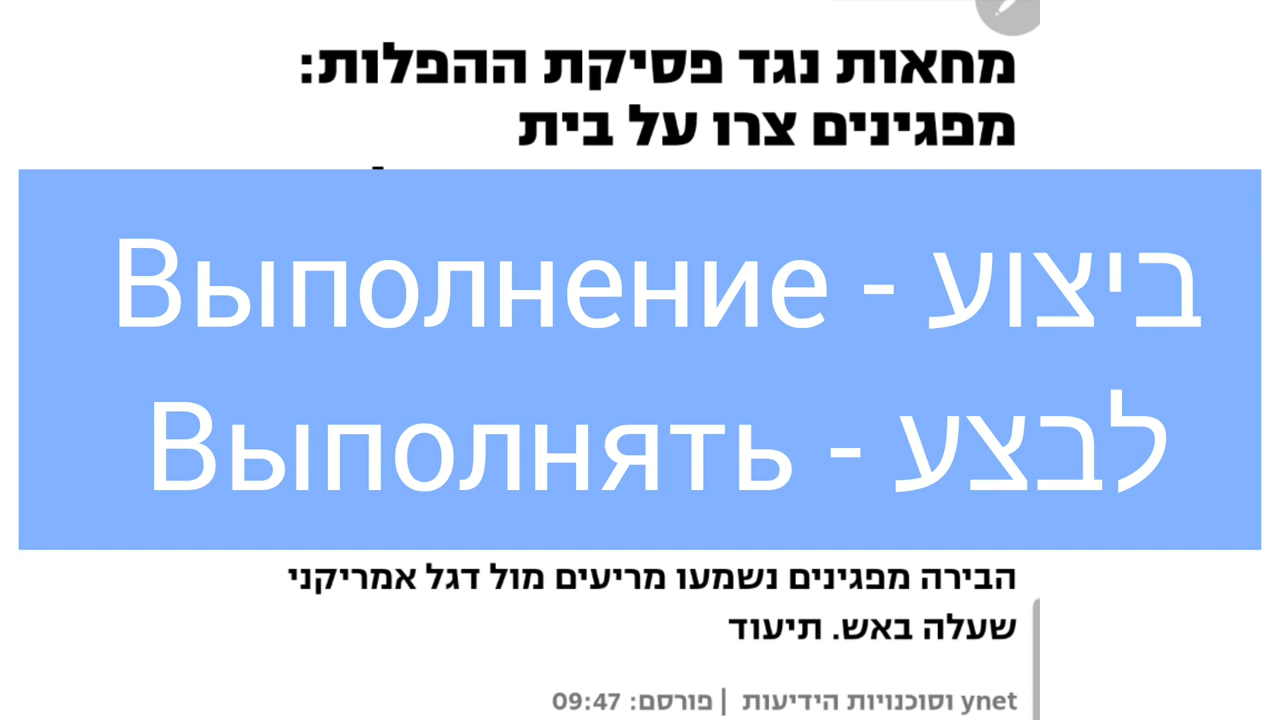 מחאות נגד פסיקת ההפלות:
מפגינים צרו על בית
Выполнение - ביצוע
Выполнять - לבצע
הבירה מפגינים נשמעו מריעים מול דגל אמריקני
שעלה באש. תיעוד
ynet וסוכנויות הידיעות | פורסם: 09:47